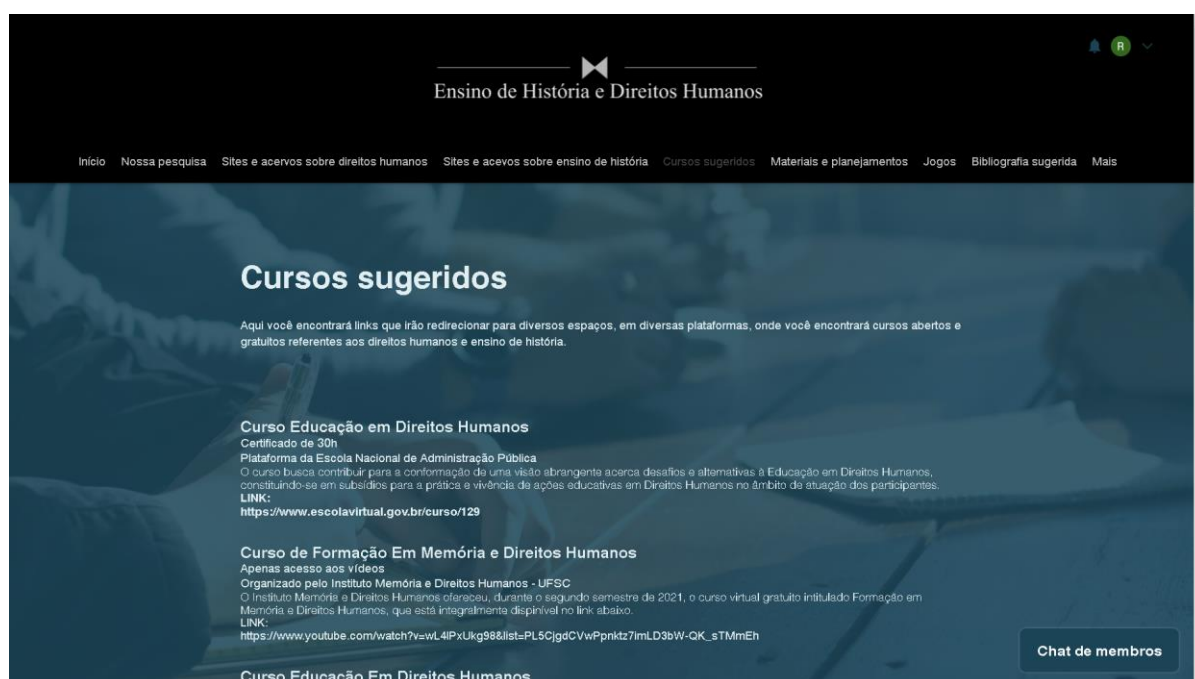 R
Ensino de História e Direitos Humanos
Início Nossa pesquisa Sites e acervos sobre direitos humanos Sites e acevos sobre ensino de história Cursos sugeridos Materiais e planejamentos Jogos Bibliografia sugerida Mais
Cursos sugeridos
Aqui você encontrará links que irão redirecionar para diversos espaços, em diversas plataformas, onde você encontrará cursos abertos e
gratuitos referentes aos direitos humanos e ensino de história.
Curso Educação em Direitos Humanos
Certificado de 30h
Plataforma da Escola Nacional de Administração Pública
O curso busca contribuir para a conformação de uma visão abrangente acerca desafios e alternativas à Educação em Direitos Humanos,
constituindo-se em subsídios para a prática e vivência de ações educativas em Direitos Humanos no âmbito de atuação dos participantes.
LINK:
https://www.escolavirtual.gov.br/curso/129
Curso de Formação Em Memória e Direitos Humanos
Apenas acesso aos vídeos
Organizado pelo Instituto Memória e Direitos Humanos - UFSC
O Instituto Memória e Direitos Humanos ofereceu, durante o segundo semestre de 2021, o curso virtual gratuito intitulado Formação em
Memória e Direitos Humanos, que está integralmente dispinível no link abaixo.
LINK:
https://www.youtube.com/watch?v=wL4lPxUkg98&list=PL5CjgdCVwPpnktz7imLD3bW-QK_sTMmEh
Chat de membros
Curso Educação Em Direitos Humanos